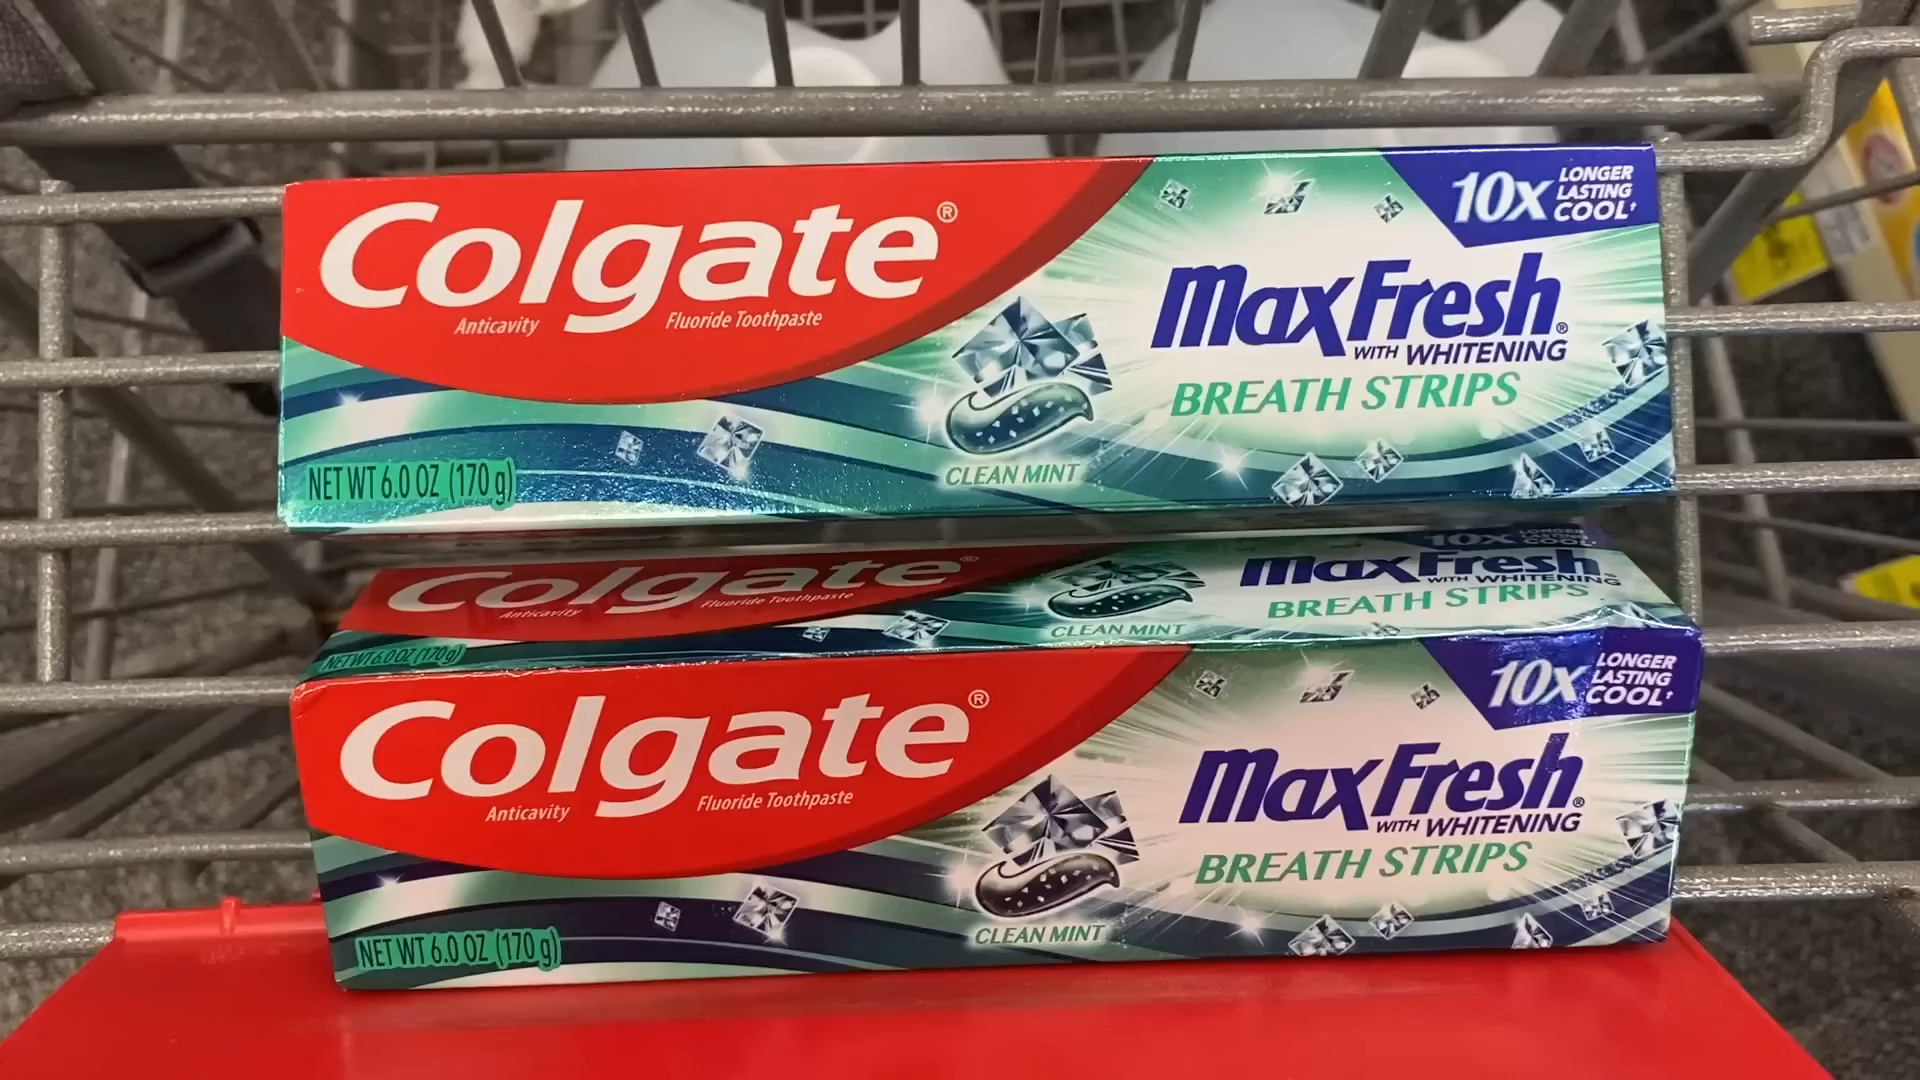 Colgate®
Anticavity Fluoride Toothpaste
10x LONGER
LASTING
COOL†
MaxFresh®
WITH WHITENING
BREATH STRIPS
CLEAN MINT
NET WT 6.0 OZ (170 g)
Colgate®
Anticavity Fluoride Toothpaste
10x LONGER
LASTING
COOL†
MaxFresh®
WITH WHITENING
BREATH STRIPS
CLEAN MINT
NET WT 6.0 OZ (170 g)
Colgate®
Anticavity Fluoride Toothpaste
10x LONGER
LASTING
COOL†
MaxFresh®
WITH WHITENING
BREATH STRIPS
CLEAN MINT
NET WT 6.0 OZ (170 g)